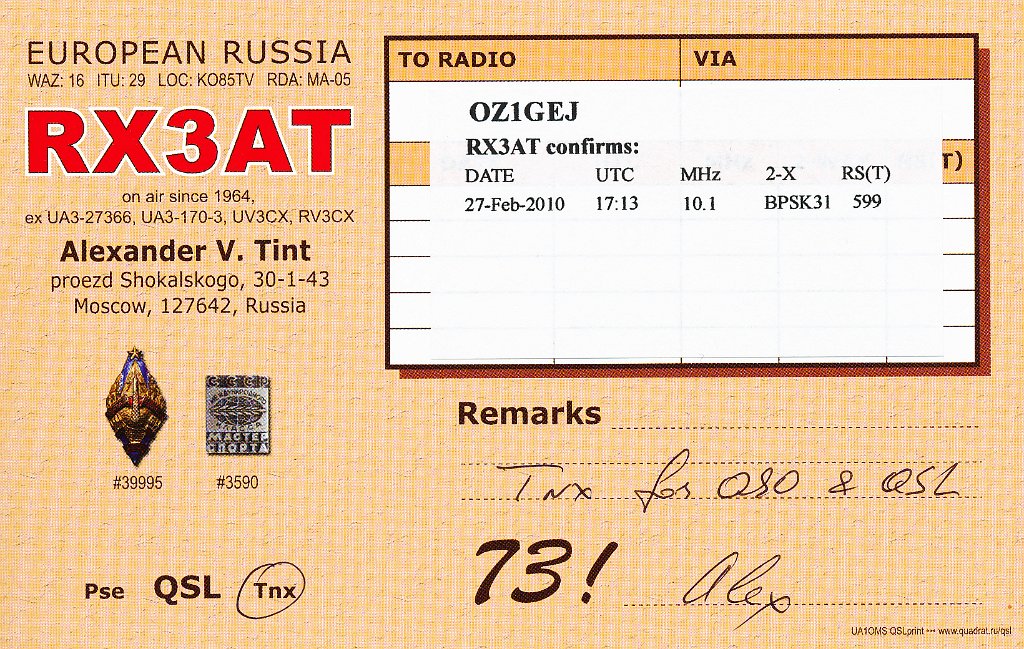 EUROPEAN RUSSIA
WAZ: 16 ITU: 29 LOC: KO85TV RDA: MA-05
RX3AT
on air since 1964,
ex UA3-27366, UA3-170-3, UV3CX, RV3CX
Alexander V. Tint
proezd Shokalskogo, 30-1-43
Moscow, 127642, Russia
СССР
МАСТЕР
СПОРТА
#39995 #3590
Pse QSL Tnx
TO RADIO VIA
OZ1GEJ
RX3AT confirms:
T)
DATE UTC MHz 2-X RS(T)
27-Feb-2010 17:13 10.1 BPSK31 599
Remarks
Tnx for QSO & QSL
73! Alex
UA1OMS QSLprint *** www.quadrat.ru/qsl